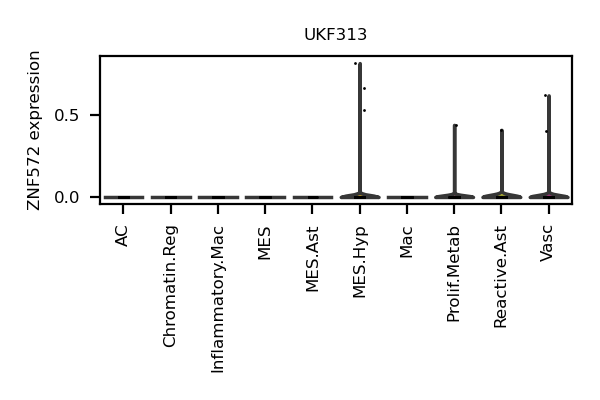 UKF313
ZNF572 expression
0.5
0.0
AC
Chromatin.Reg
Inflammatory.Mac
MES
MES.Ast
MES.Hyp
Mac
Prolif.Metab
Reactive.Ast
Vasc